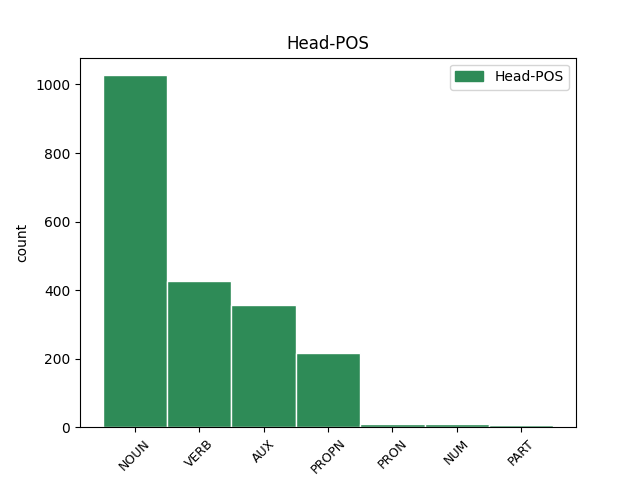 Head-POS
Head-POS
1000
800
600
400
200
0
count
NOUN
VERB
AUX
PROPN
PRON
NUM
PART